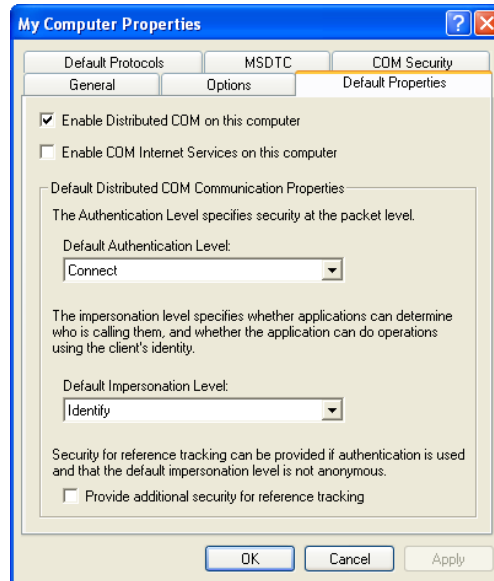 My Computer Properties
Default Protocols MSDTC COM Security
General Options Default Properties
Enable Distributed COM on this computer
Enable COM Internet Services on this computer
Default Distributed COM Communication Properties
The Authentication Level specifies security at the packet level.
Default Authentication Level:
Connect
The impersonation level specifies whether applications can determine
who is calling them, and whether the application can do operations
using the client's identity.
Default Impersonation Level:
Identify
Security for reference tracking can be provided if authentication is used
and that the default impersonation level is not anonymous.
Provide additional security for reference tracking
OK Cancel Apply